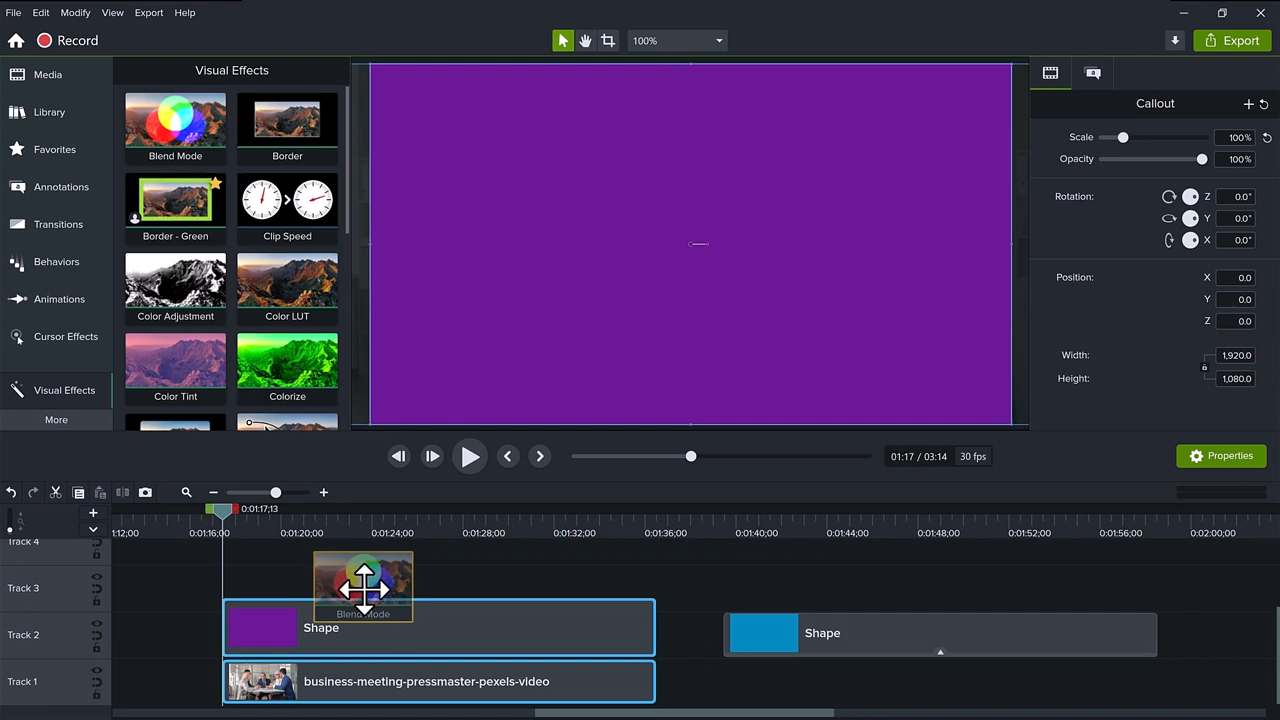 File Edit Modify View Export Help
Record
100%
Export
Media
Library
Favorites
Annotations
Transitions
Behaviors
Animations
Cursor Effects
Visual Effects
More
Visual Effects
Blend Mode
Border
Border - Green
Clip Speed
Color Adjustment
Color LUT
Color Tint
Colorize
Callout
Scale 100%
Opacity 100%
Rotation: Z 0.0°
Y 0.0°
X 0.0°
Position: X 0.0
Y 0.0
Z 0.0
Width: 1,920.0
Height: 1,080.0
01:17 / 03:14 30 fps
Properties
0:01:17;13
1:12;00 0:01:16;00 0:01:20;00 0:01:24;00 0:01:28;00 0:01:32;00 0:01:36;00 0:01:40;00 0:01:44;00 0:01:48;00 0:01:52;00 0:01:56;00 0:02:00;00
Track 4
Track 3
Blend Mode
Track 2
Shape
Shape
Track 1
business-meeting-pressmaster-pexels-video